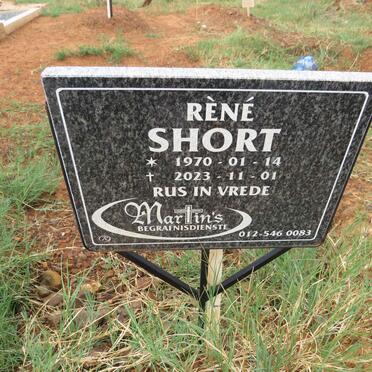 RÈNÉ
SHORT
* 1970 - 01 - 14
† 2023 - 11 - 01
RUS IN VREDE
Martin's
BEGRAFNISDIENSTE
012-546 0083